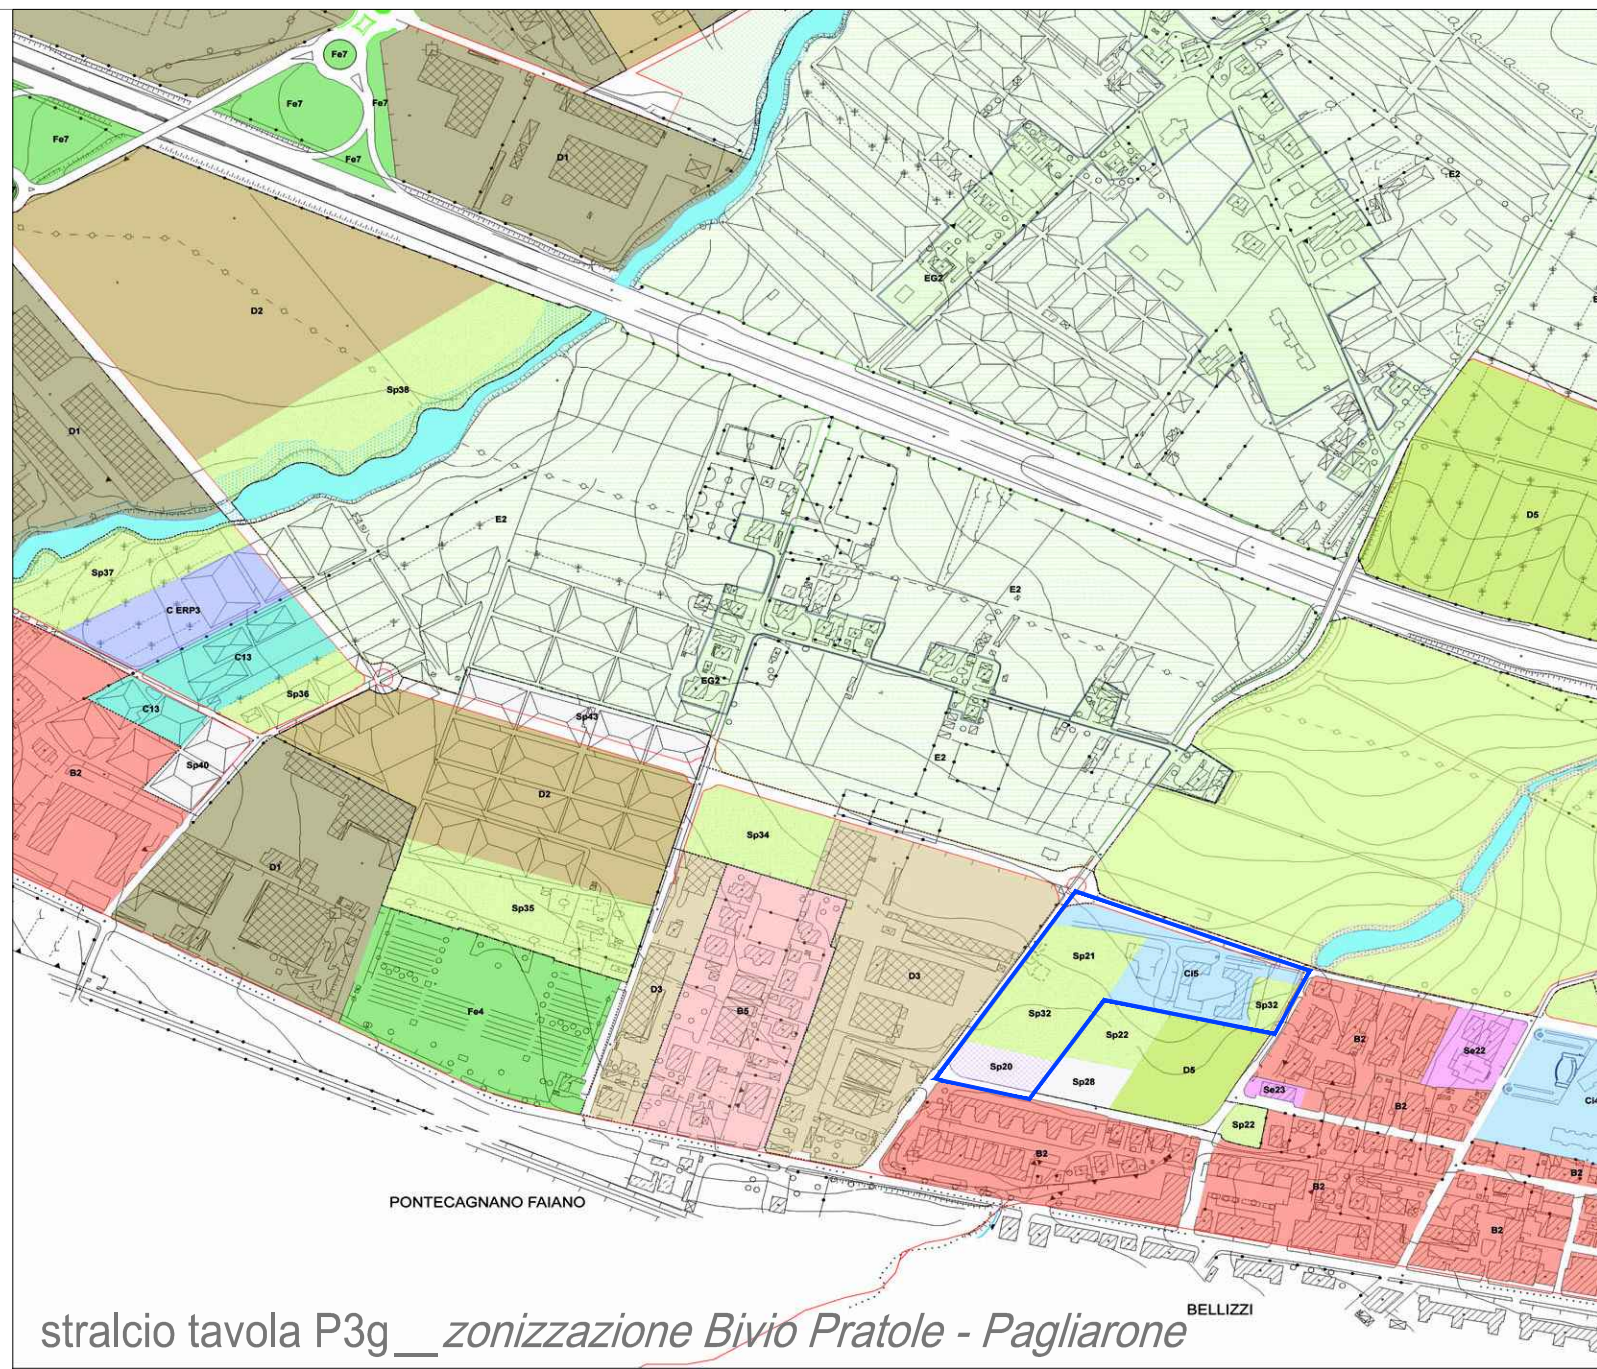 Fe7
Fe7
Fe7
Fe7
Fe7
D1
E2
EG2
D2
Sp38
D1
D5
E2
Sp37
E2
C ERP3
C13
EG2
Sp36
C13
Sp43
E2
Sp40
B2
D2
Sp34
D1
Sp35
Sp21
CI5
D3
D3
Sp32
Fe4
B5
Sp32
Sp22
B2
Se22
Sp20
D5
Sp28
Se23
CI4
B2
Sp22
B2
B2
B2
B2
PONTECAGNANO FAIANO
BELLIZZI
stralcio tavola P3g__zonizzazione Bivio Pratole - Pagliarone